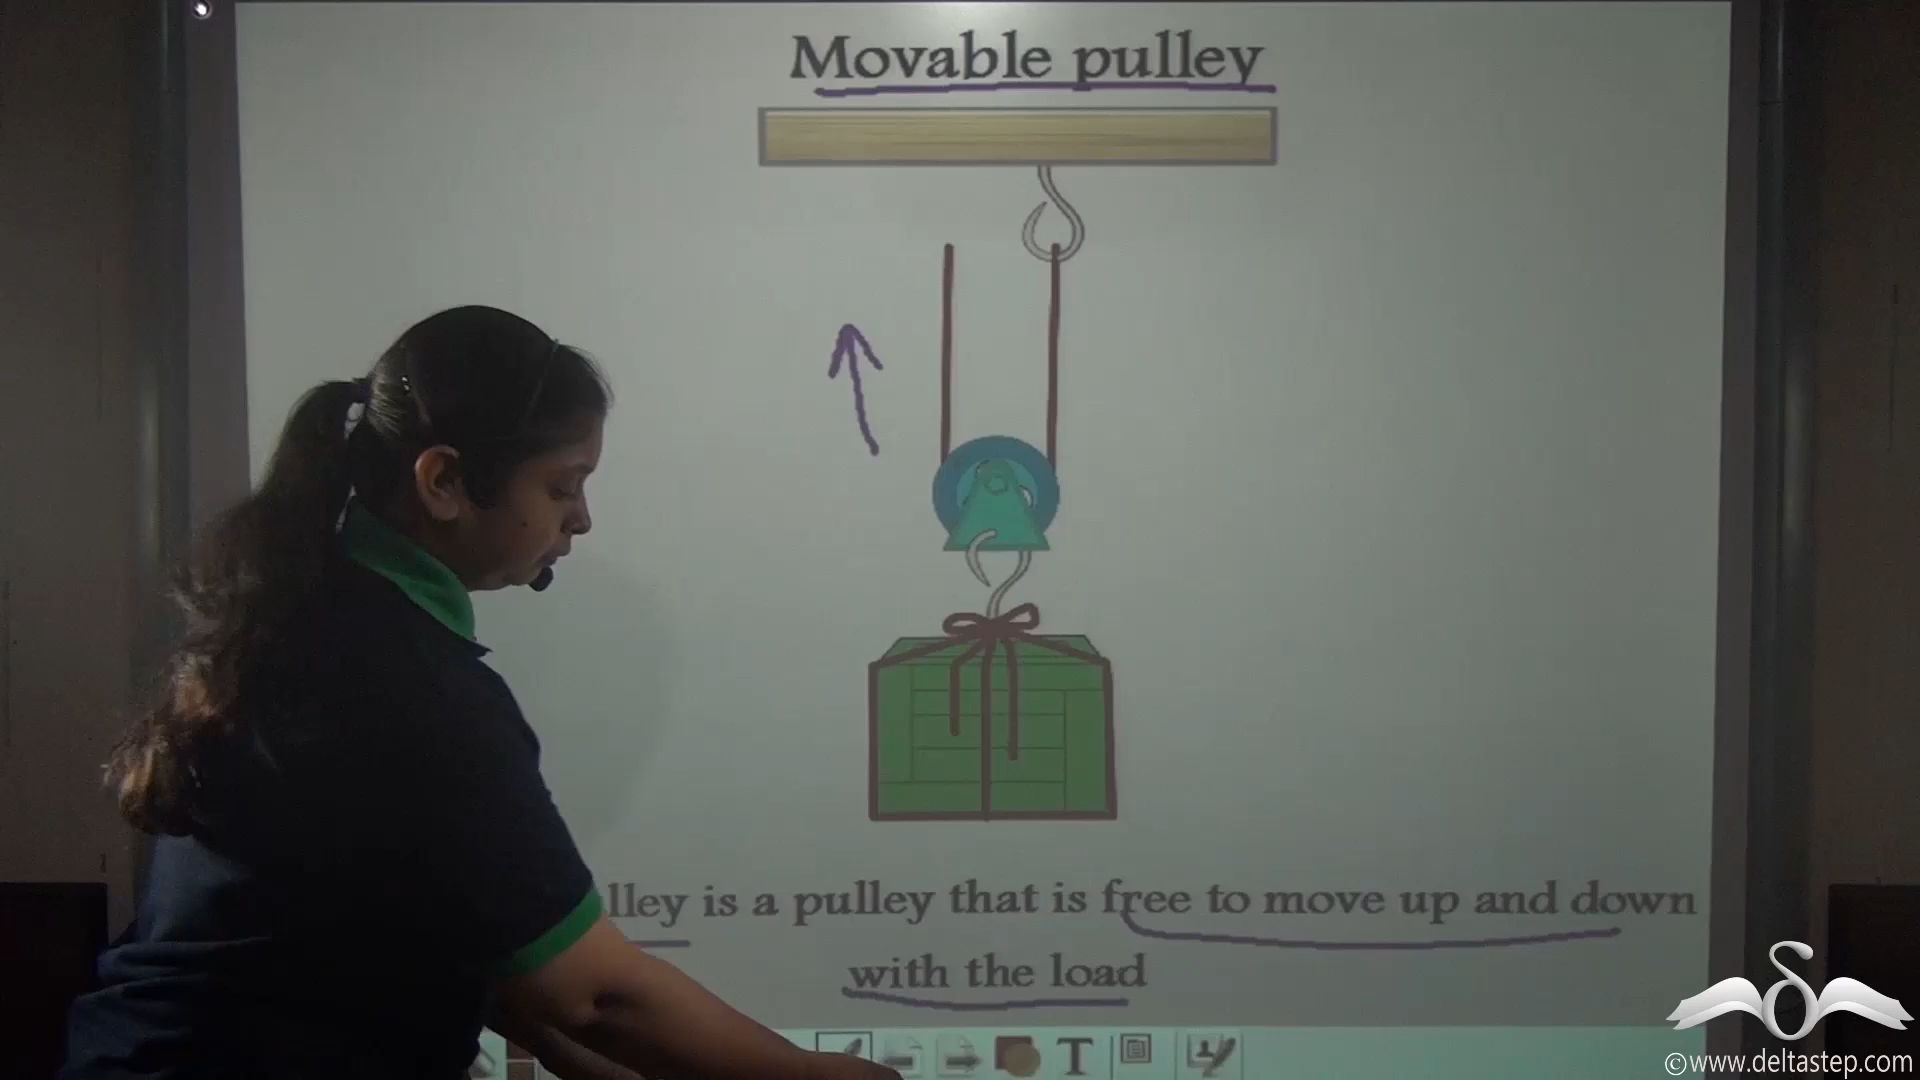 Movable pulley
lley is a pulley that is free to move up and down
with the load
T
©www.deltastep.com